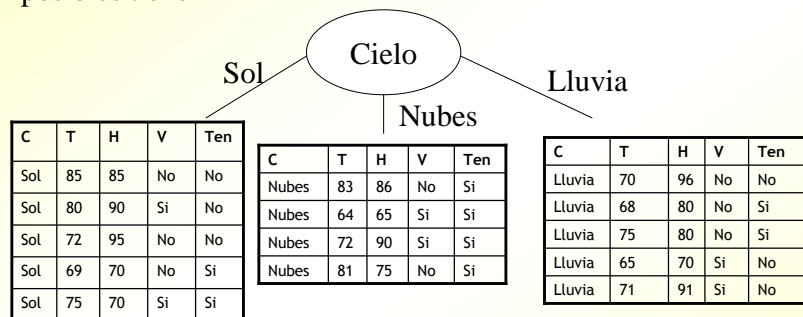 Cielo
Sol
Nubes
Lluvia
C T H V Ten
Sol 85 85 No No
Sol 80 90 Si No
Sol 72 95 No No
Sol 69 70 No Si
Sol 75 70 Si Si
C T H V Ten
Nubes 83 86 No Si
Nubes 64 65 Si Si
Nubes 72 90 Si Si
Nubes 81 75 No Si
C T H V Ten
Lluvia 70 96 No No
Lluvia 68 80 No Si
Lluvia 75 80 No Si
Lluvia 65 70 Si No
Lluvia 71 91 Si No